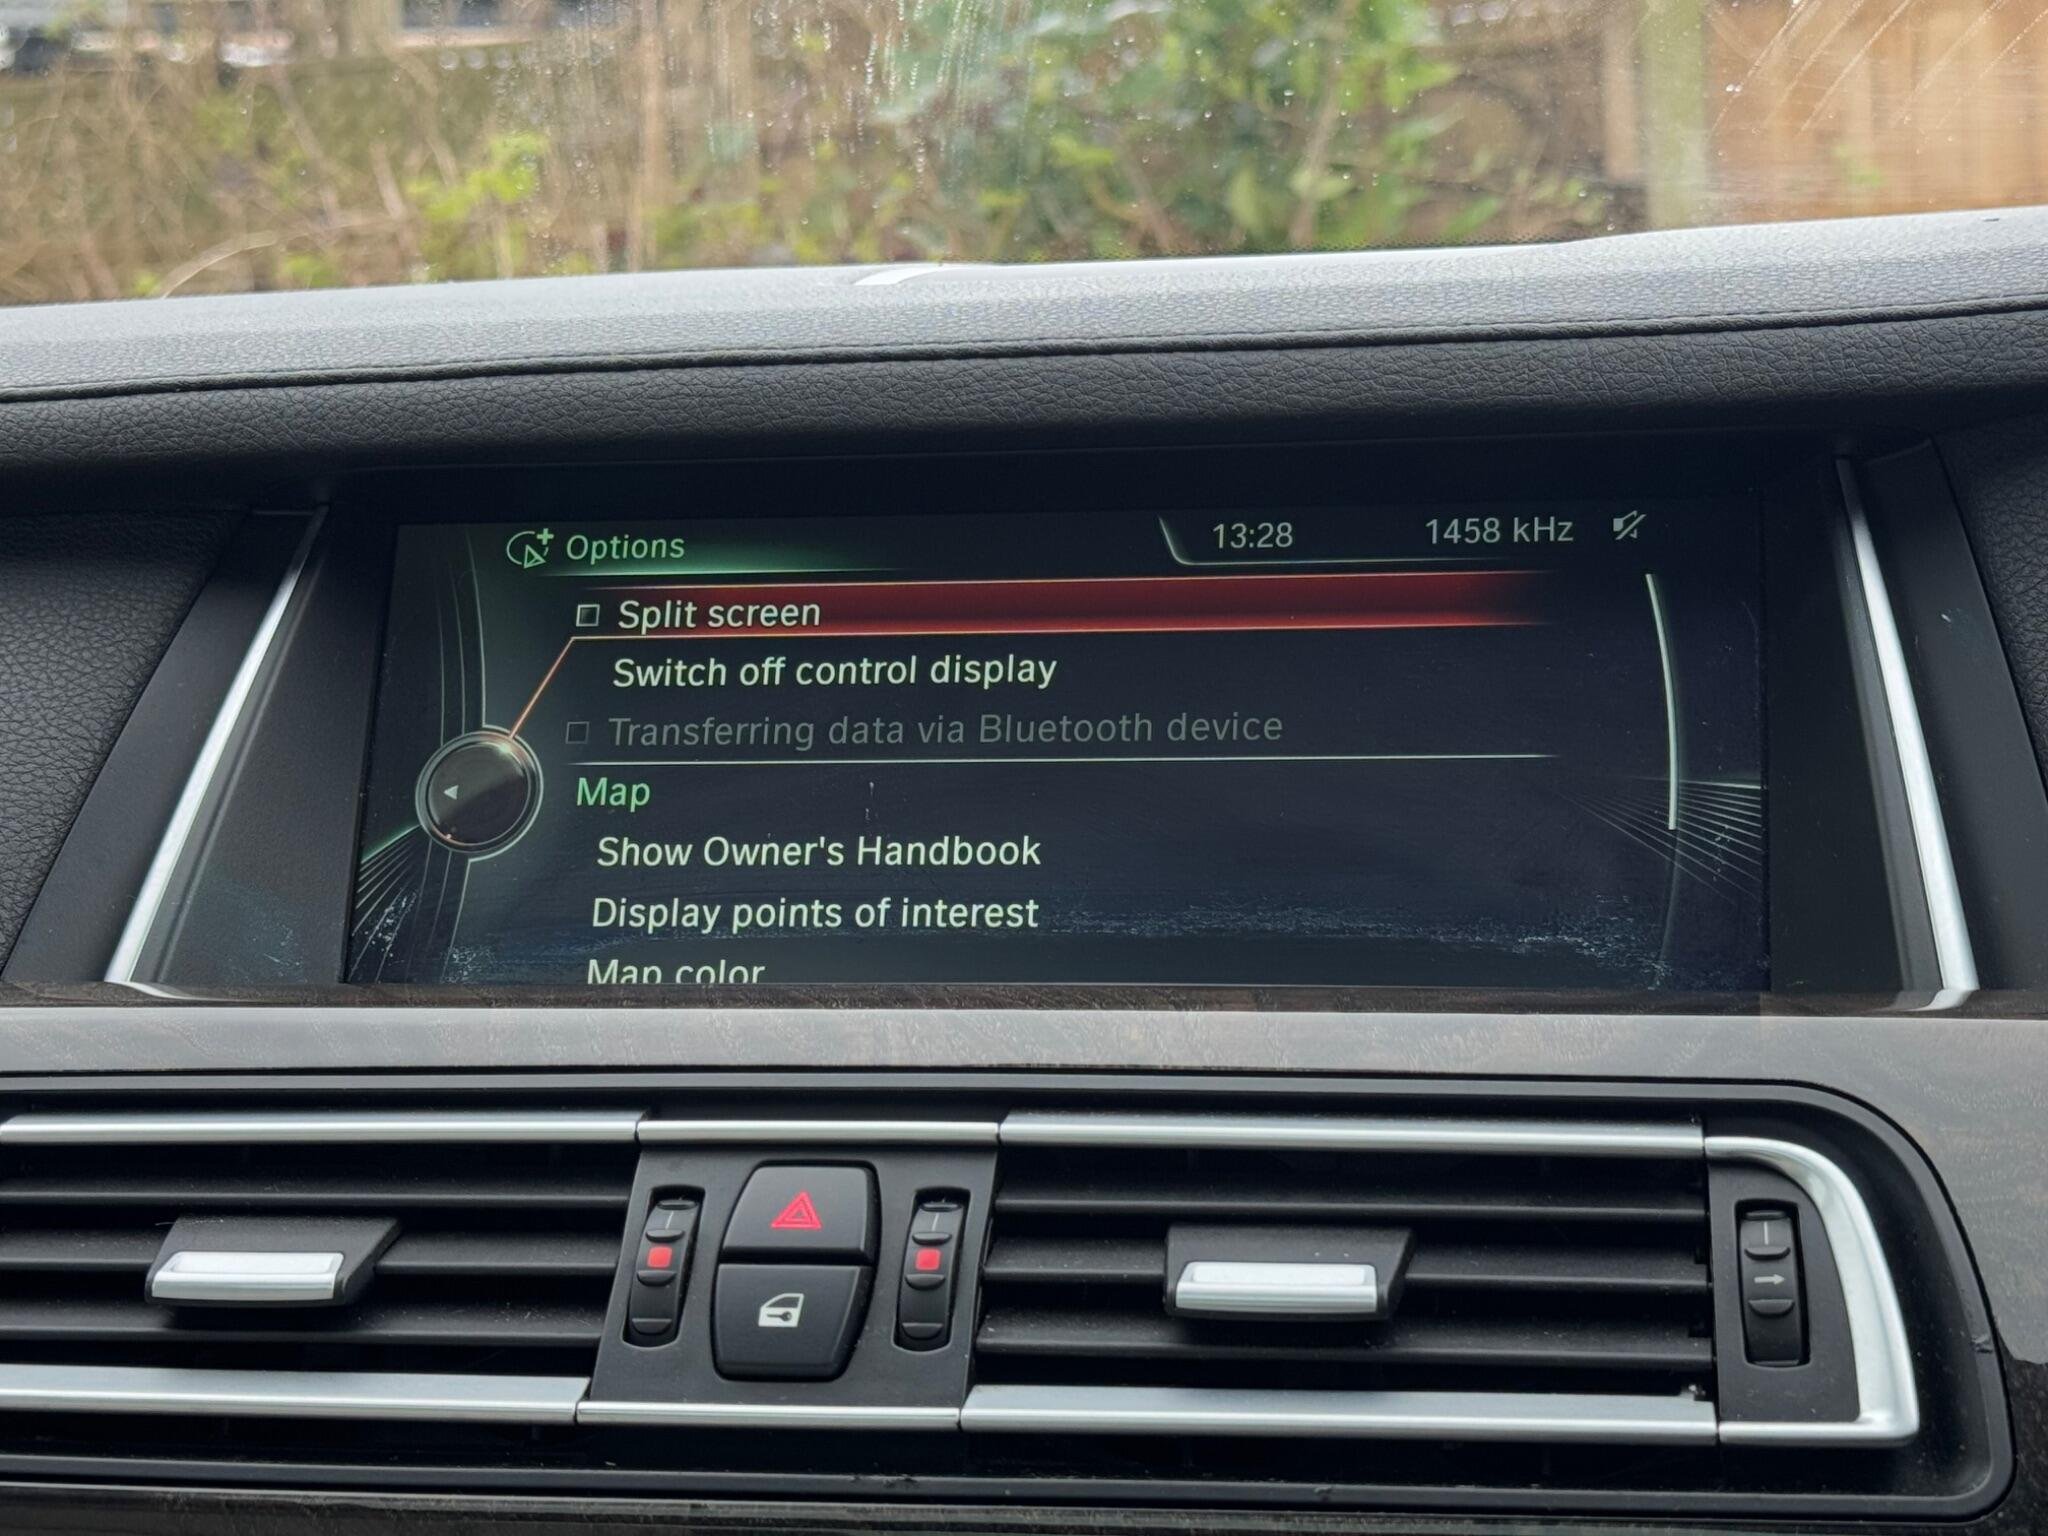 Options
13:28
1458 kHz
Split screen
Switch off control display
Transferring data via Bluetooth device
Map
Show Owner's Handbook
Display points of interest
Map color